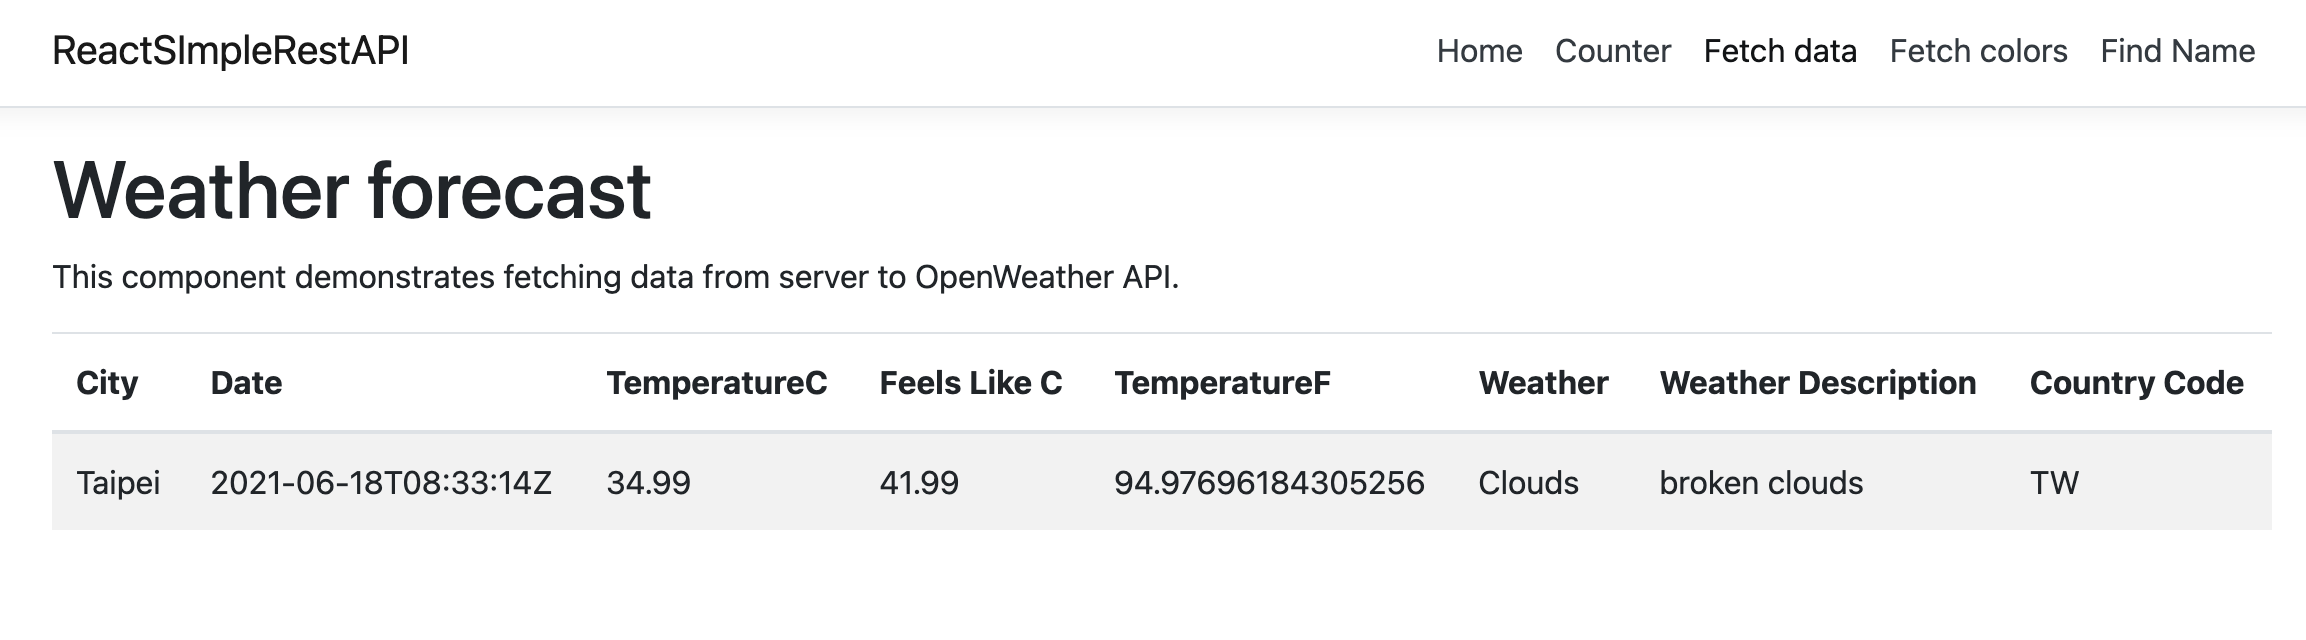 ReactSImpleRestAPI Home Counter Fetch data Fetch colors Find Name
Weather forecast
This component demonstrates fetching data from server to OpenWeather API.
City Date TemperatureC Feels Like C TemperatureF Weather Weather Description Country Code
Taipei 2021-06-18T08:33:14Z 34.99 41.99 94.97696184305256 Clouds broken clouds TW